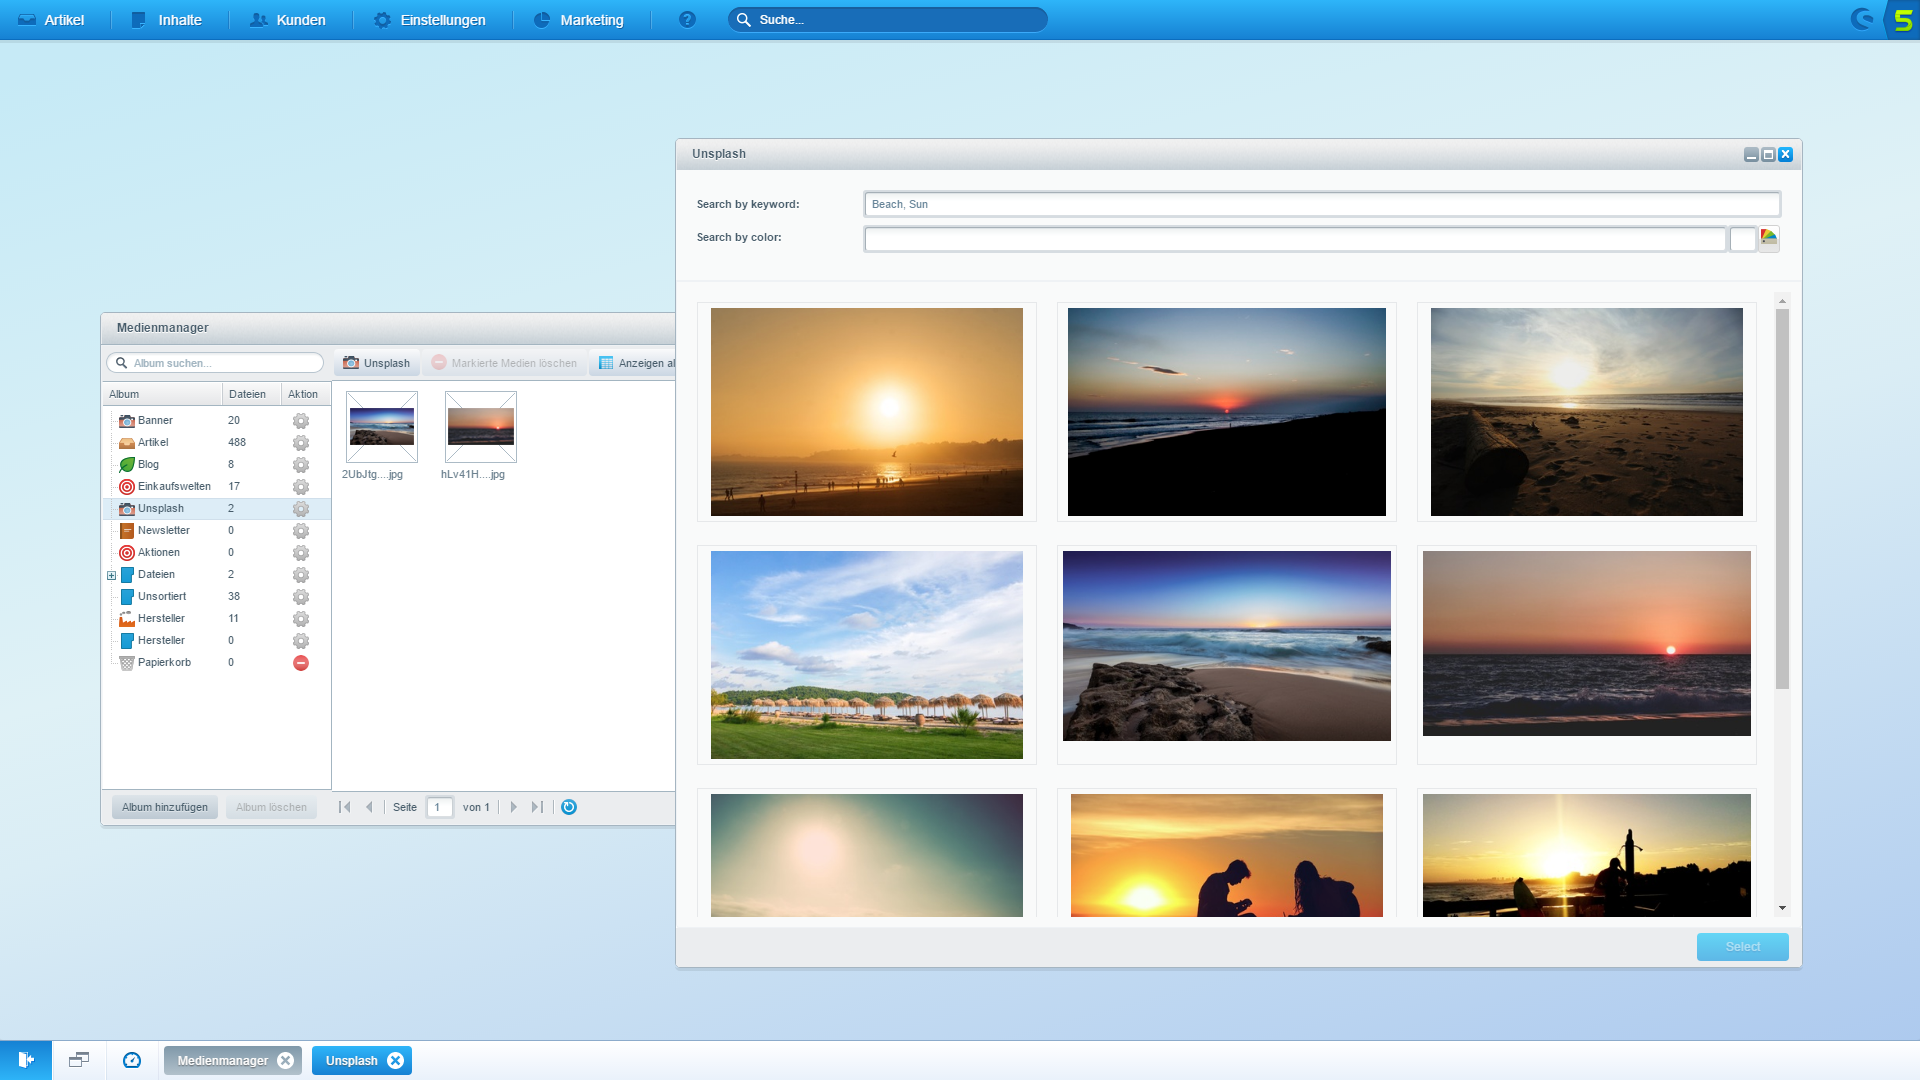 Artikel
Inhalte
Kunden
Einstellungen
Marketing
?
Suche...
5
Unsplash
Search by keyword:
Beach, Sun
Search by color:
Select
Medienmanager
Album suchen...
Unsplash
Markierte Medien löschen
Anzeigen al
Album Dateien Aktion
Banner 20
Artikel 488
Blog 8
Einkaufswelten 17
Unsplash 2
Newsletter 0
Aktionen 0
Dateien 2
Unsortiert 38
Hersteller 11
Hersteller 0
Papierkorb 0
2UbJtg....jpg
hLv41H....jpg
Album hinzufügen
Album löschen
Seite 1 von 1
Medienmanager
Unsplash